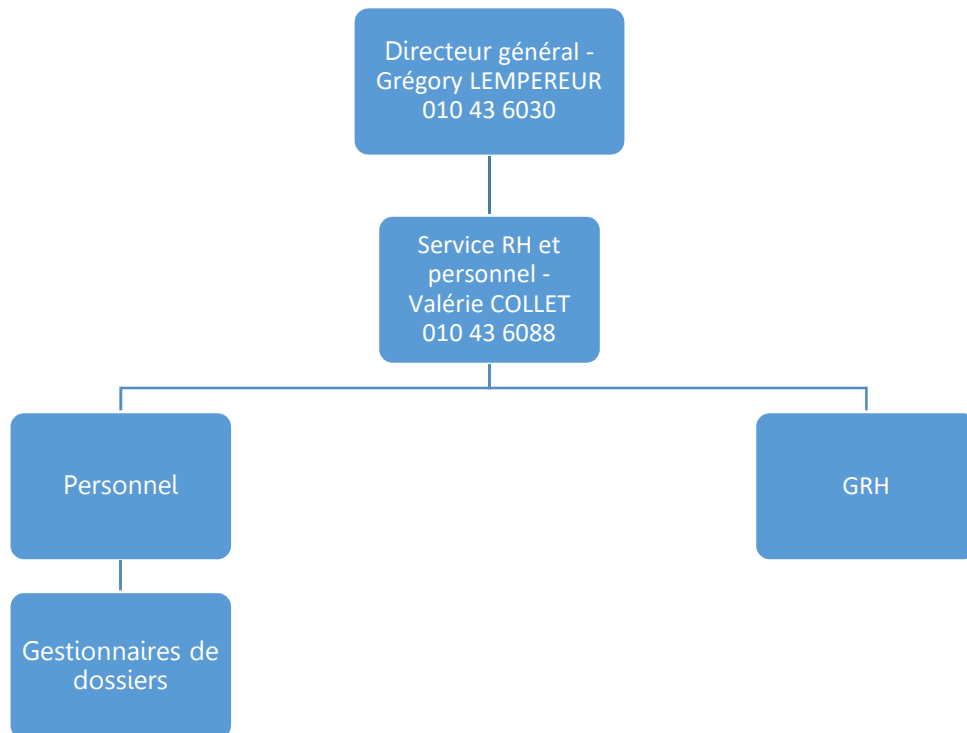 Directeur général -
Grégory LEMPEREUR
010 43 6030
Service RH et
personnel -
Valérie COLLET
010 43 6088
Personnel
GRH
Gestionnaires de
dossiers